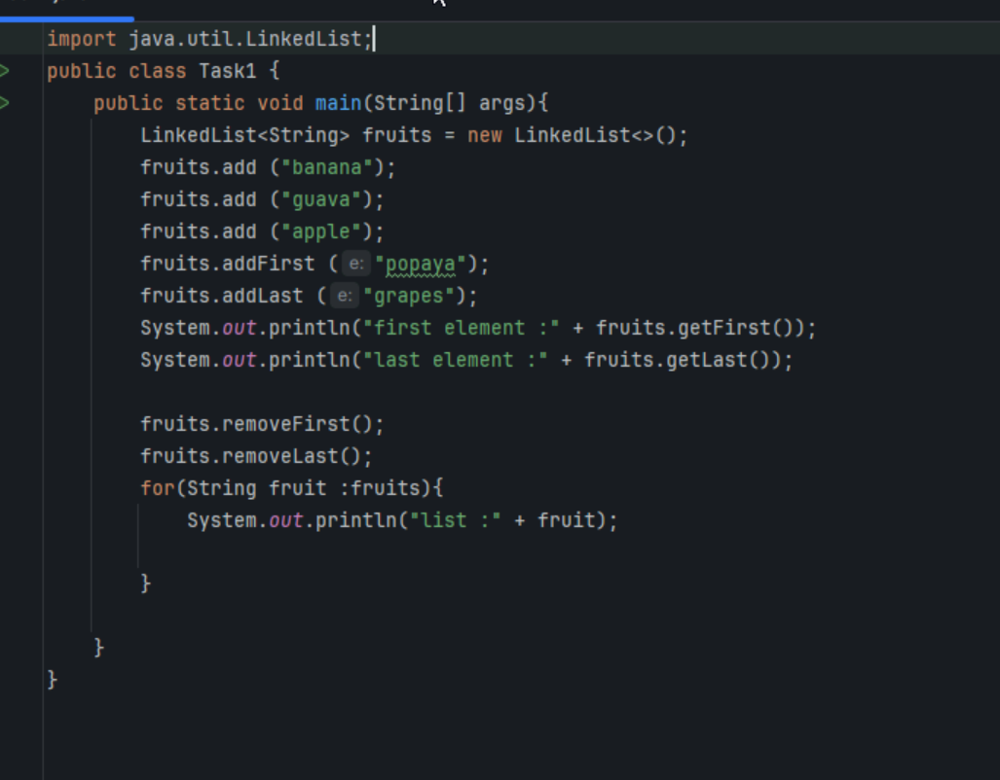 import java.util.LinkedList;
public class Task1 {
    public static void main(String[] args){
        LinkedList<String> fruits = new LinkedList<>();
        fruits.add ("banana");
        fruits.add ("guava");
        fruits.add ("apple");
        fruits.addFirst ( e: "popaya");
        fruits.addLast ( e: "grapes");
        System.out.println("first element :" + fruits.getFirst());
        System.out.println("last element :" + fruits.getLast());
        fruits.removeFirst();
        fruits.removeLast();
        for(String fruit :fruits){
            System.out.println("list :" + fruit);
        }
    }
}